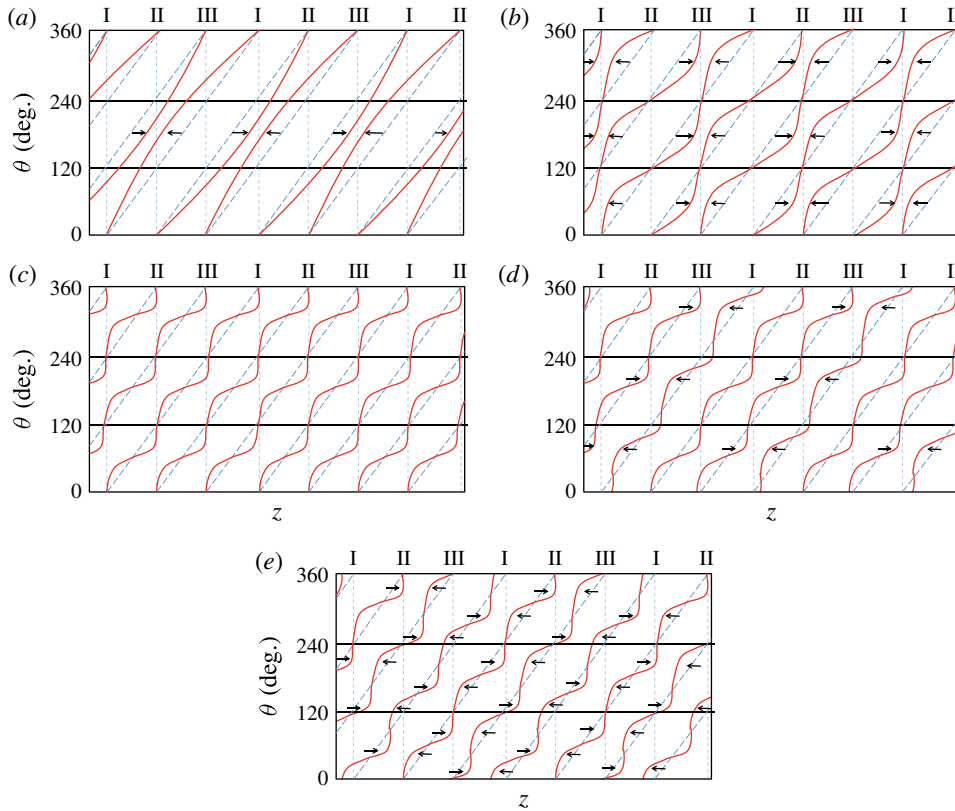 (a) I II III I II III I II
360
240
120
0
θ (deg.)
(b) I II III I II III I I
360
240
120
0
(c) I II III I II III I II
360
240
120
0
θ (deg.)
z
(d) I II III I II III I I
360
240
120
0
z
(e) I II III I II III I II
360
240
120
0
θ (deg.)
z